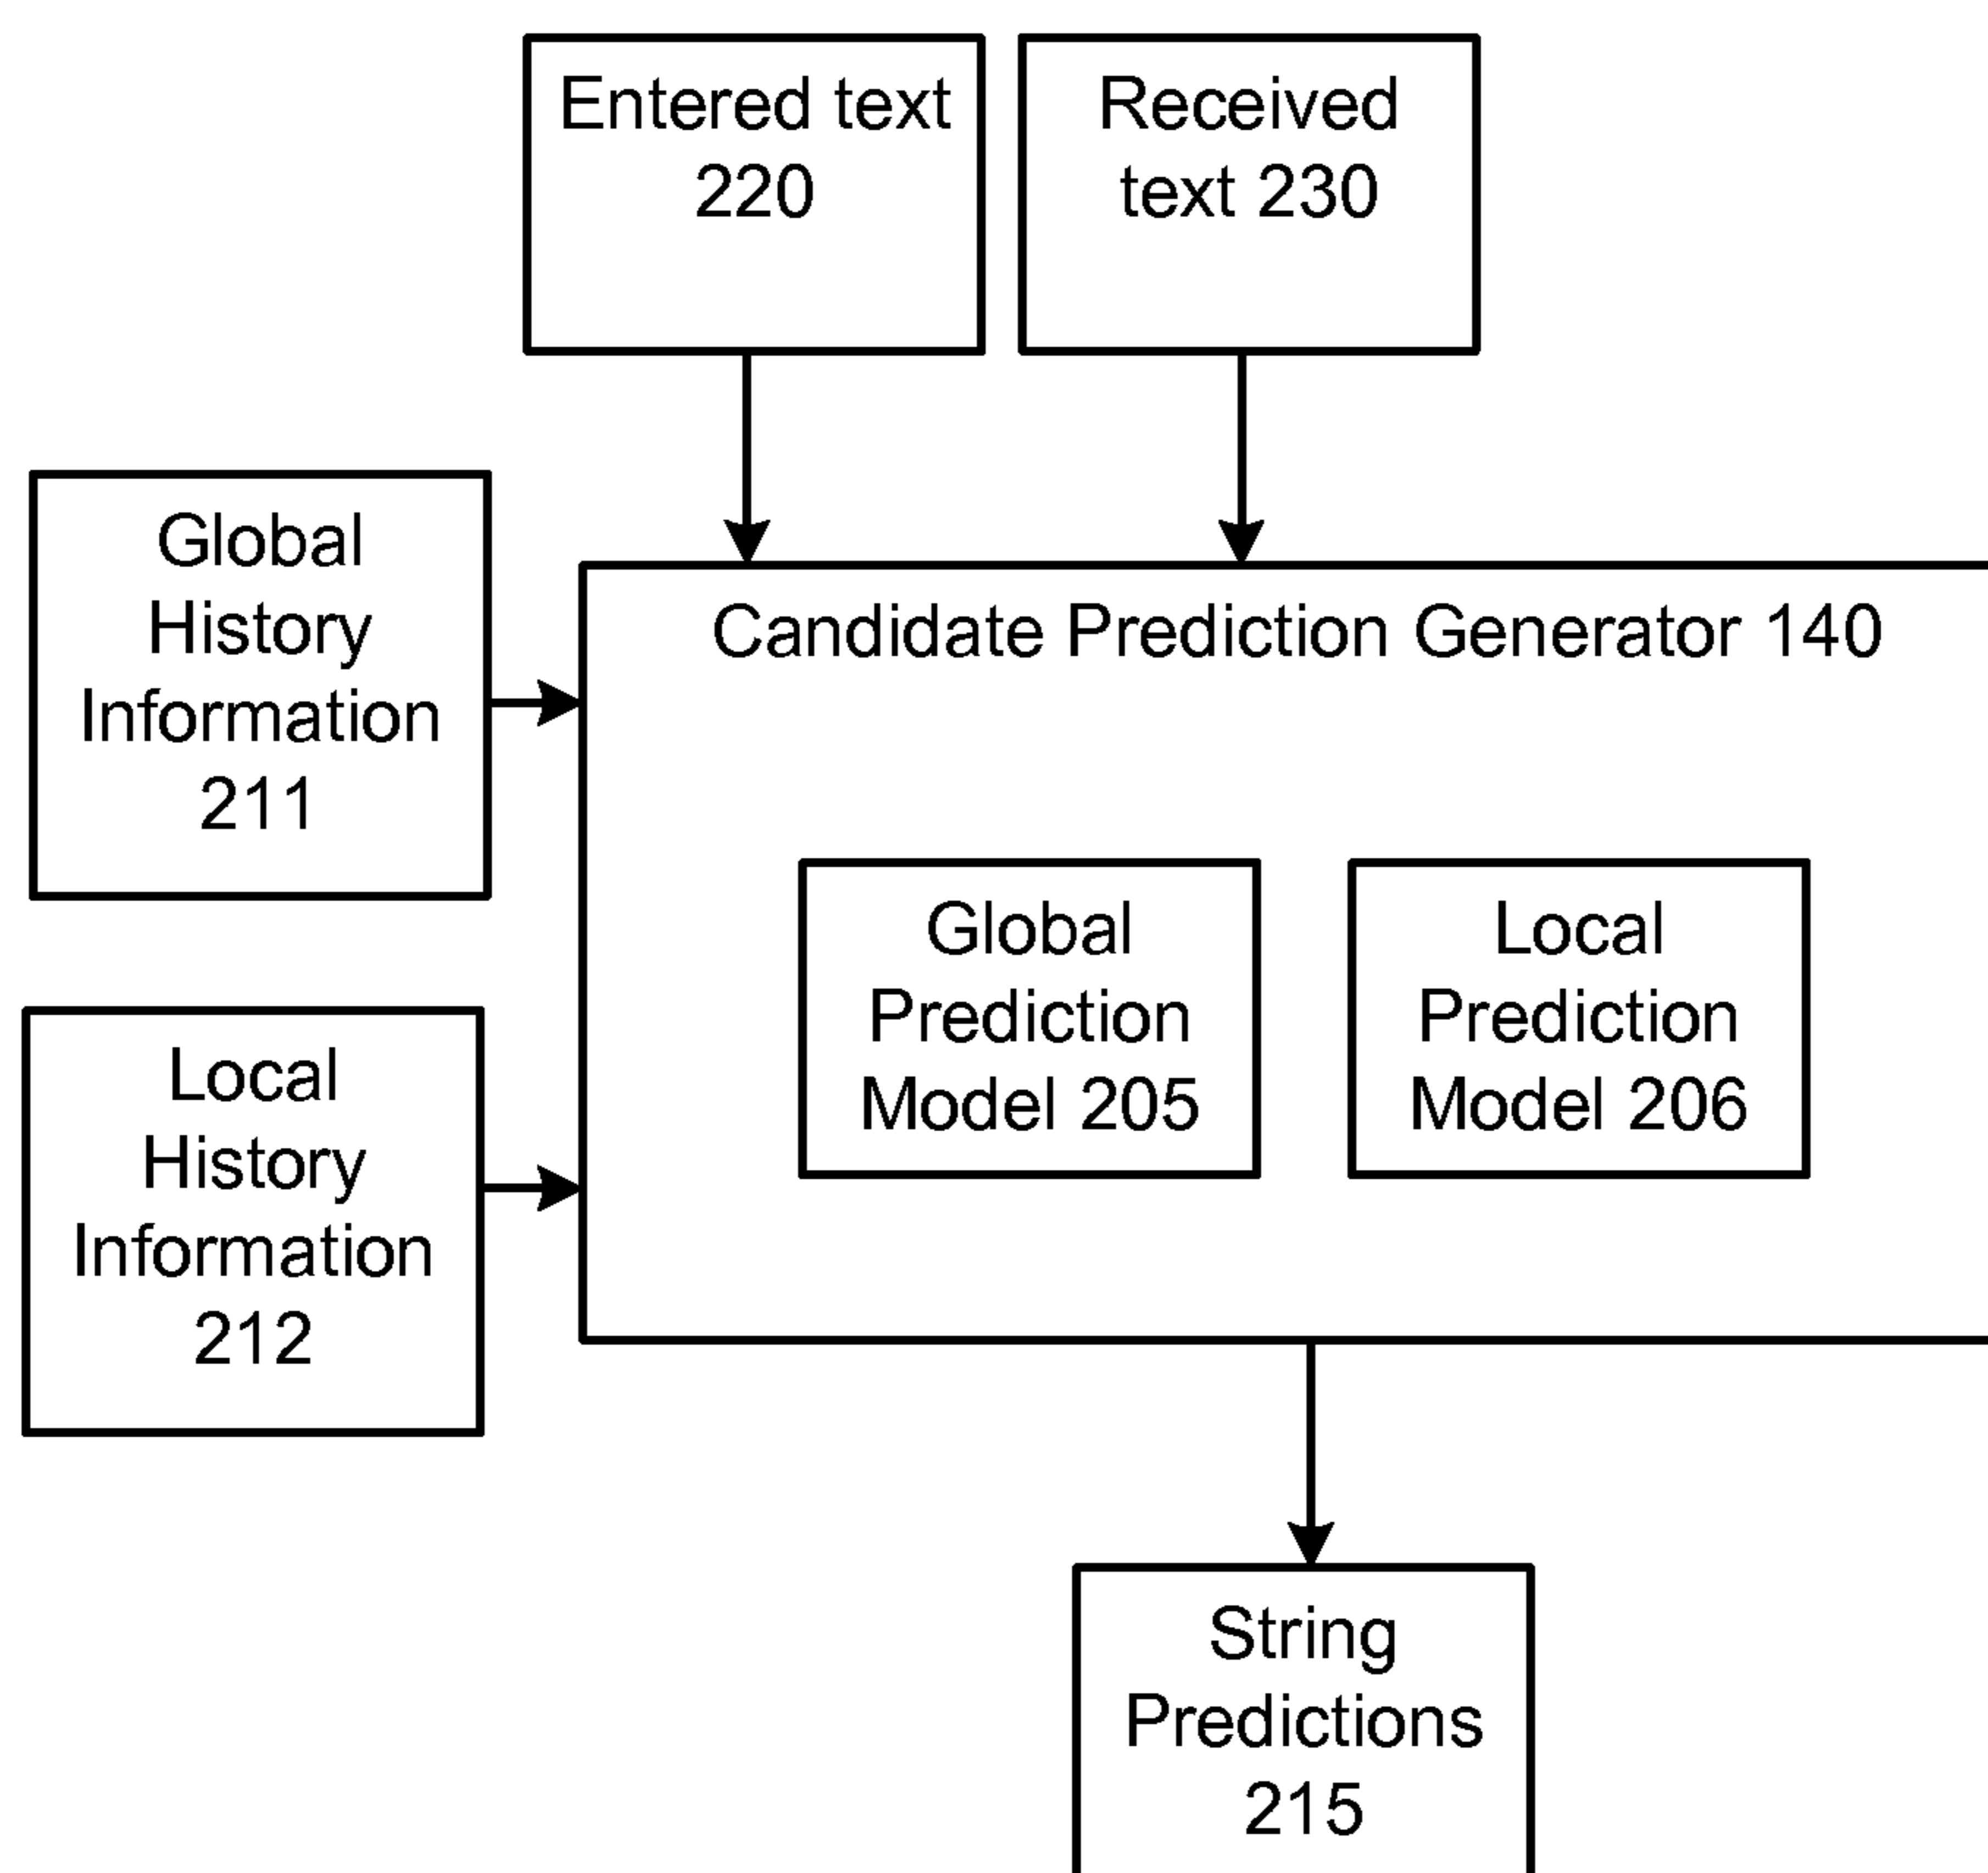 Entered text
220
Received
text 230
Global
History
Information
211
Candidate Prediction Generator 140
Global
Prediction
Model 205
Local
Prediction
Model 206
Local
History
Information
212
String
Predictions
215